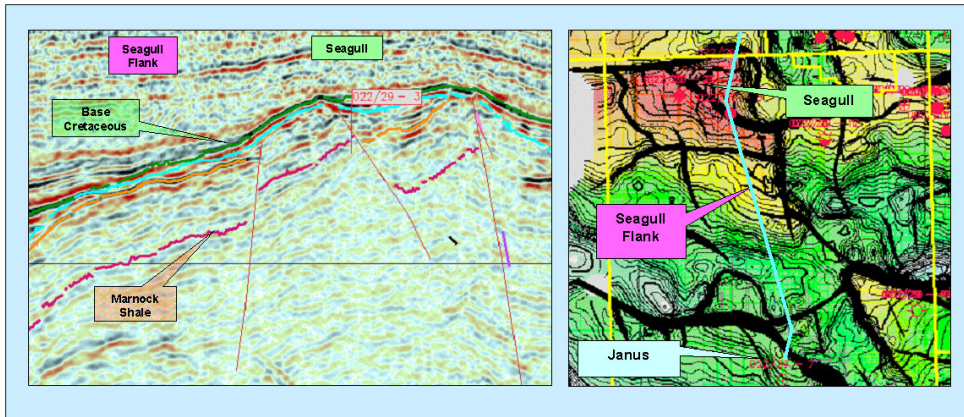 Seagull
Flank
Seagull
022/29 - 3
Base
Cretaceous
Marnock
Shale
Seagull
Seagull
Flank
Janus